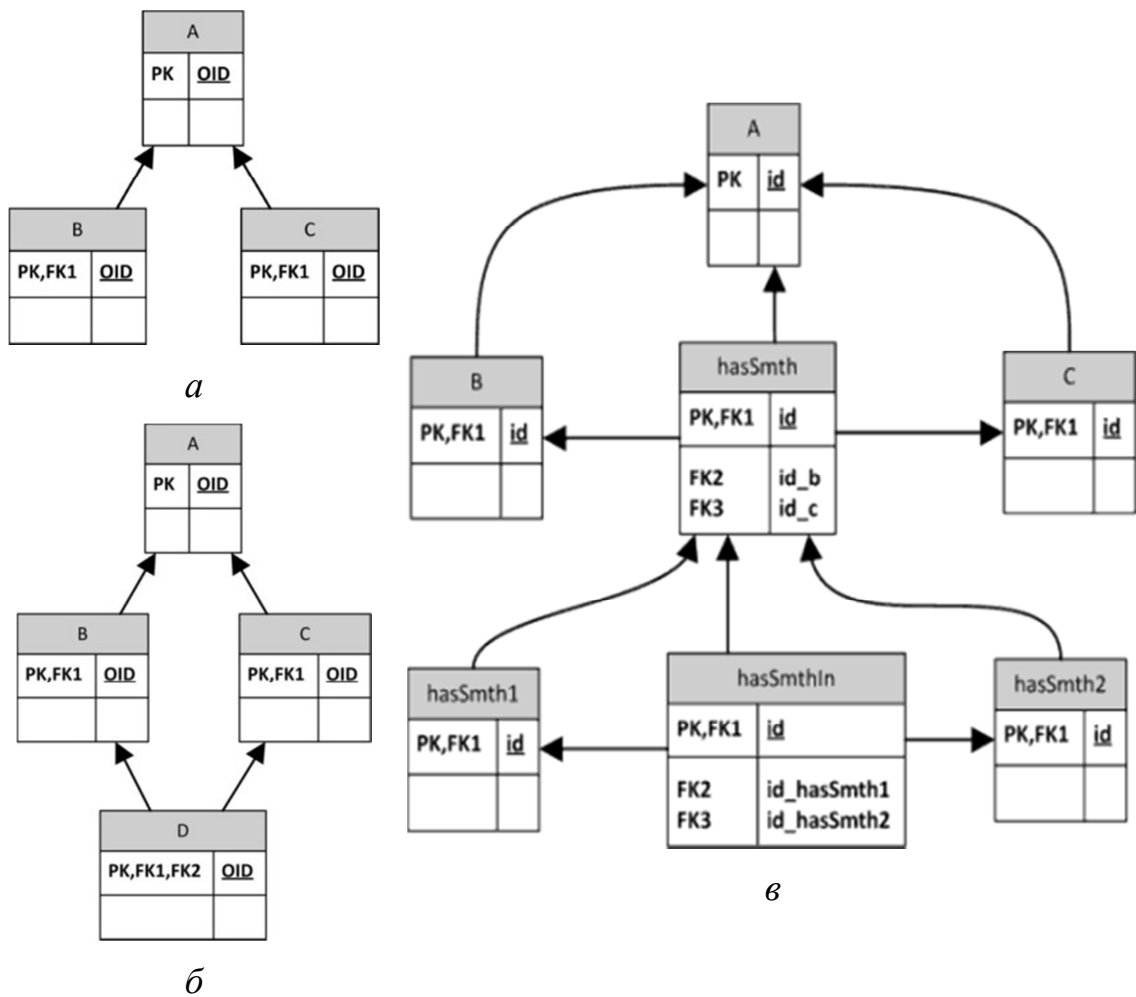 A
PK OID
B
PK,FK1 OID
C
PK,FK1 OID
а
A
PK OID
B
PK,FK1 OID
C
PK,FK1 OID
D
PK,FK1,FK2 OID
б
A
PK id
B
PK,FK1 id
hasSmth
PK,FK1 id
FK2 id_b
FK3 id_c
C
PK,FK1 id
hasSmth1
PK,FK1 id
hasSmthIn
PK,FK1 id
FK2 id_hasSmth1
FK3 id_hasSmth2
hasSmth2
PK,FK1 id
в